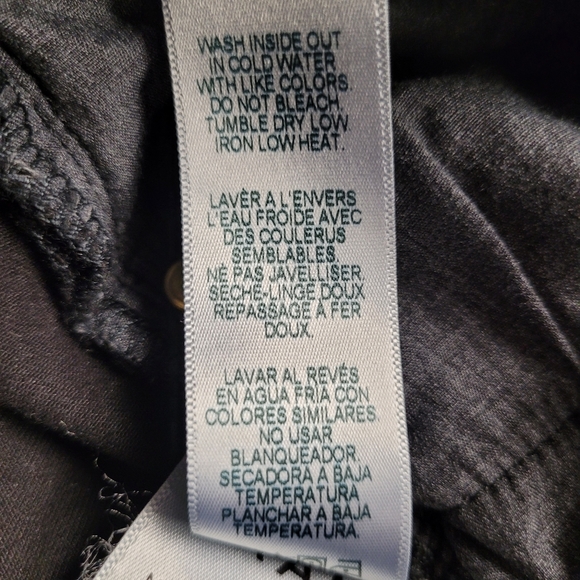 WASH INSIDE OUT
IN COLD WATER
WITH LIKE COLORS.
DO NOT BLEACH.
TUMBLE DRY LOW
IRON LOW HEAT.
LAVÈR A L'ENVERS
L'EAU FROIDE AVEC
DES COULERUS
SEMBLABLES.
NE PAS JAVELLISER
SECHE-LINGE DOUX
REPASSAGE À FER
DOUX.
LAVAR AL REVÉS
EN AGUA FRIA CON
COLORES SIMILARES.
NO USAR
BLANQUEADOR.
SECADORA A BAJA
TEMPERATURA
PLANCHAR A BAJA
TEMPERATURA.